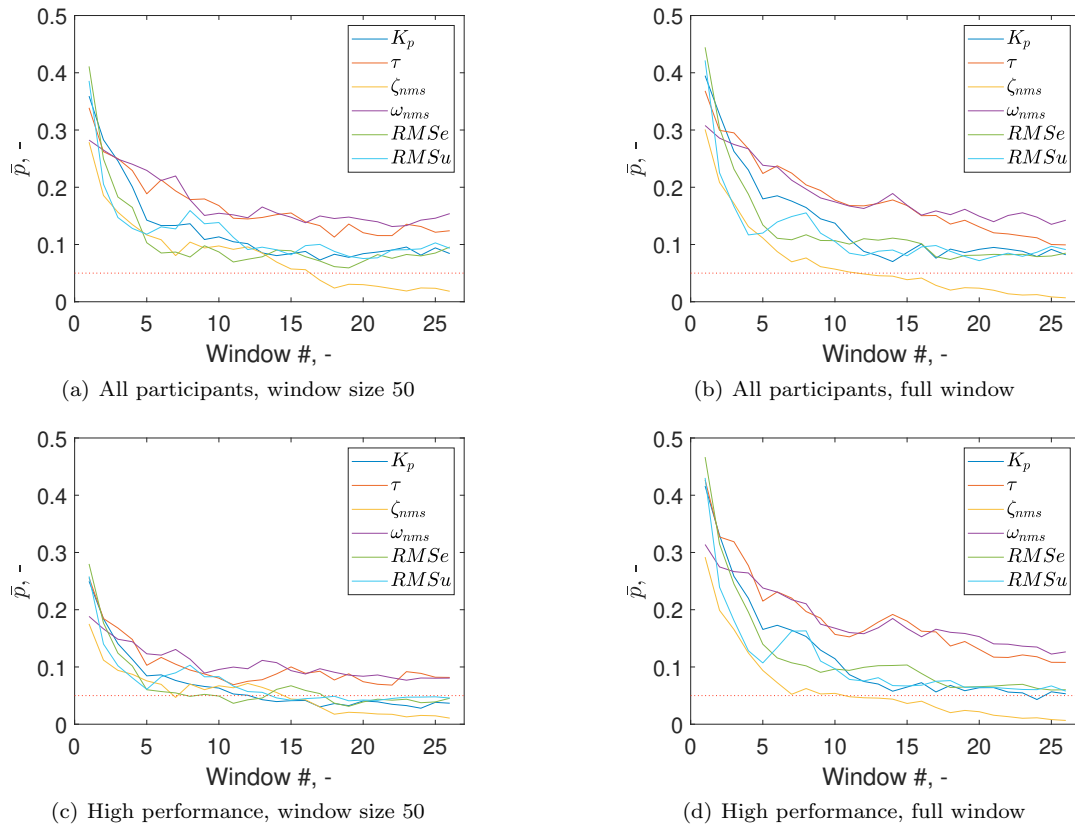 0.5
0.4
0.3
0.2
0.1
0
p̄, -
0 5 10 15 20 25
Window #, -
K_p
τ
ζ_nms
ω_nms
RMSe
RMSu
(a) All participants, window size 50
0.5
0.4
0.3
0.2
0.1
0
p̄, -
0 5 10 15 20 25
Window #, -
K_p
τ
ζ_nms
ω_nms
RMSe
RMSu
(b) All participants, full window
0.5
0.4
0.3
0.2
0.1
0
p̄, -
0 5 10 15 20 25
Window #, -
K_p
τ
ζ_nms
ω_nms
RMSe
RMSu
(c) High performance, window size 50
0.5
0.4
0.3
0.2
0.1
0
p̄, -
0 5 10 15 20 25
Window #, -
K_p
τ
ζ_nms
ω_nms
RMSe
RMSu
(d) High performance, full window